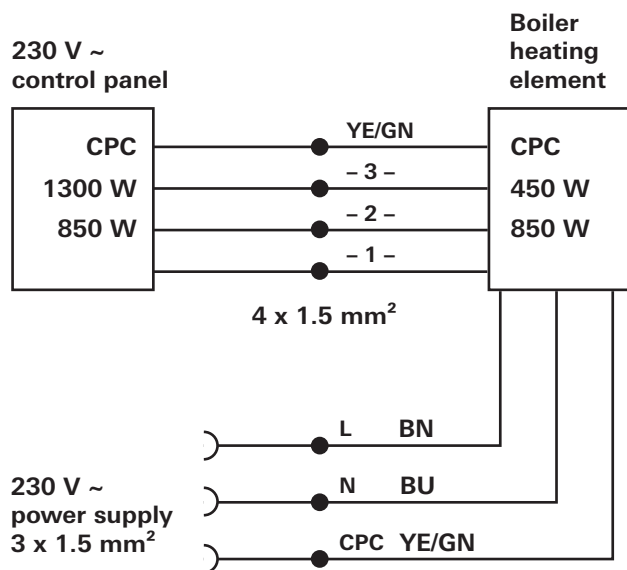 230 V ~
control panel
Boiler
heating
element
CPC
1300 W
850 W
YE/GN
– 3 –
– 2 –
– 1 –
CPC
450 W
850 W
4 x 1.5 mm²
230 V ~
power supply
3 x 1.5 mm²
L BN
N BU
CPC YE/GN